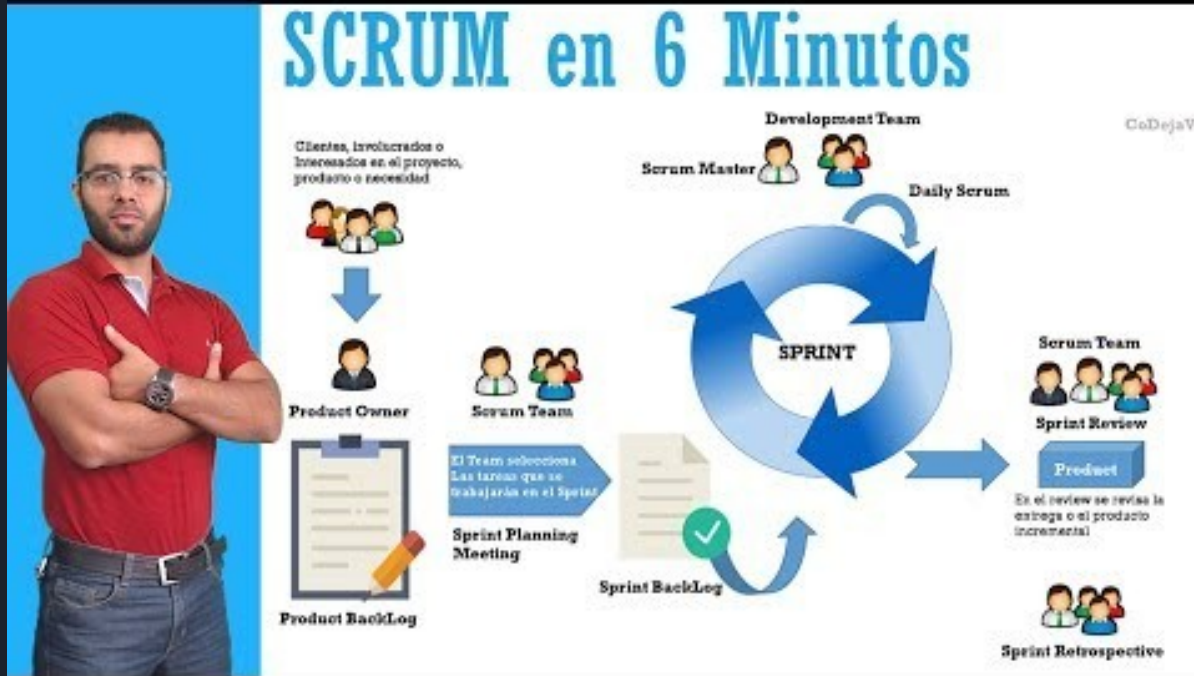 SCRUM en 6 Minutos
CoDejaV
Clientes, involucrados o
Interesados en el proyecto,
producto o necesidad
Development Team
Scrum Master
Daily Scrum
SPRINT
Product Owner
Scrum Team
El Team selecciona
Las tareas que se
trabajarán en el Sprint
Sprint Planning
Meeting
Product BackLog
Sprint BackLog
Scrum Team
Sprint Review
Product
En el review se revisa la
entrega o el producto
incremental
Sprint Retrospective